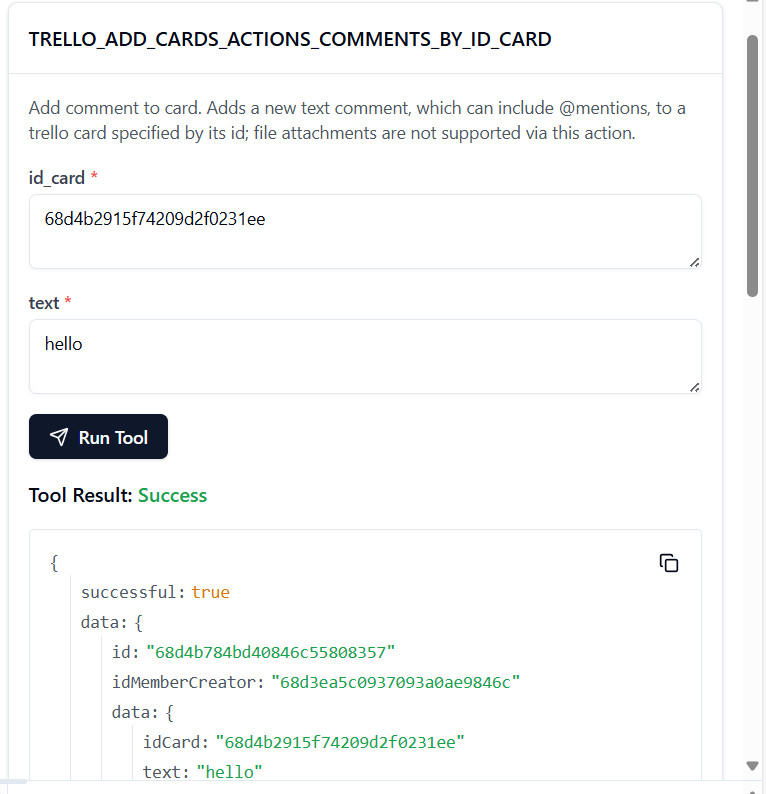 TRELLO_ADD_CARDS_ACTIONS_COMMENTS_BY_ID_CARD
Add comment to card. Adds a new text comment, which can include @mentions, to a
trello card specified by its id; file attachments are not supported via this action.
id_card *
68d4b2915f74209d2f0231ee
text *
hello
Run Tool
Tool Result: Success
{
successful: true
data: {
id: "68d4b784bd40846c55808357"
idMemberCreator: "68d3ea5c0937093a0ae9846c"
data: {
idCard: "68d4b2915f74209d2f0231ee"
text: "hello"